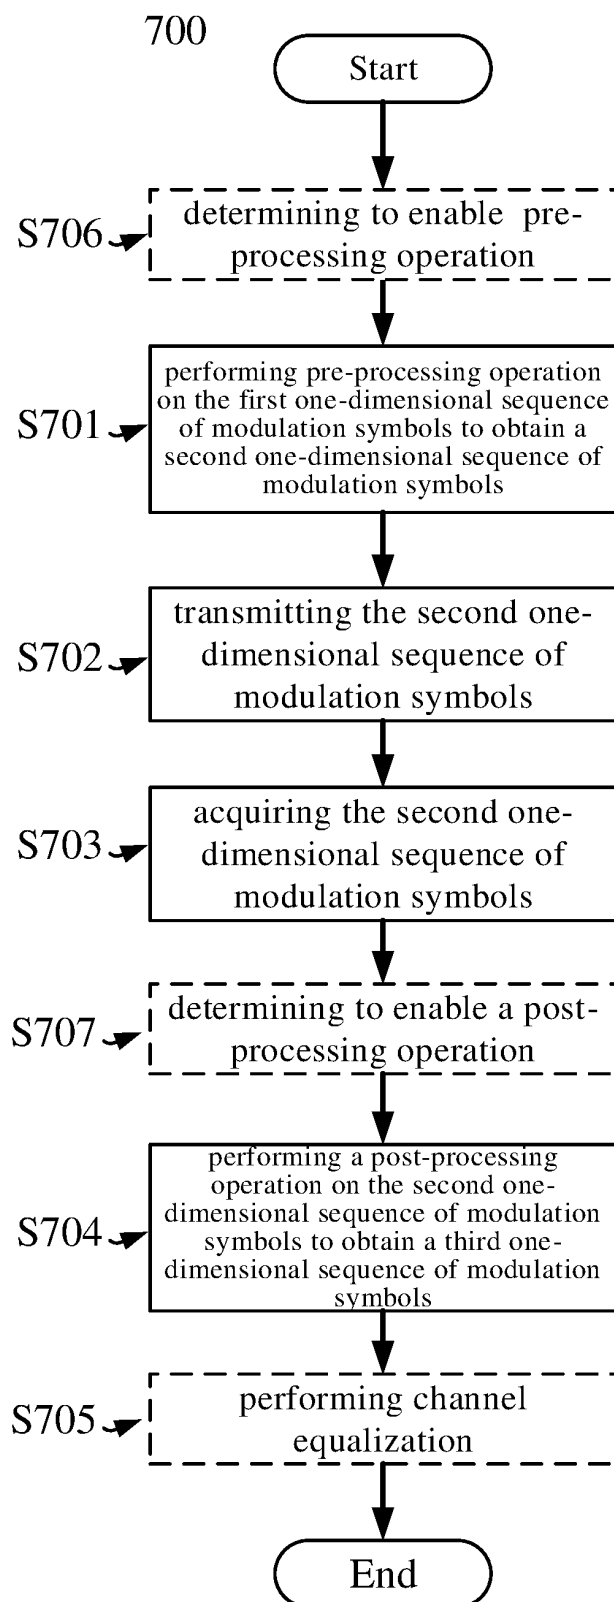 700
Start
S706
determining to enable pre-
processing operation
S701
performing pre-processing operation
on the first one-dimensional sequence
of modulation symbols to obtain a
second one-dimensional sequence of
modulation symbols
S702
transmitting the second one-
dimensional sequence of
modulation symbols
S703
acquiring the second one-
dimensional sequence of
modulation symbols
S707
determining to enable a post-
processing operation
S704
performing a post-processing
operation on the second one-
dimensional sequence of modulation
symbols to obtain a third one-
dimensional sequence of modulation
symbols
S705
performing channel
equalization
End